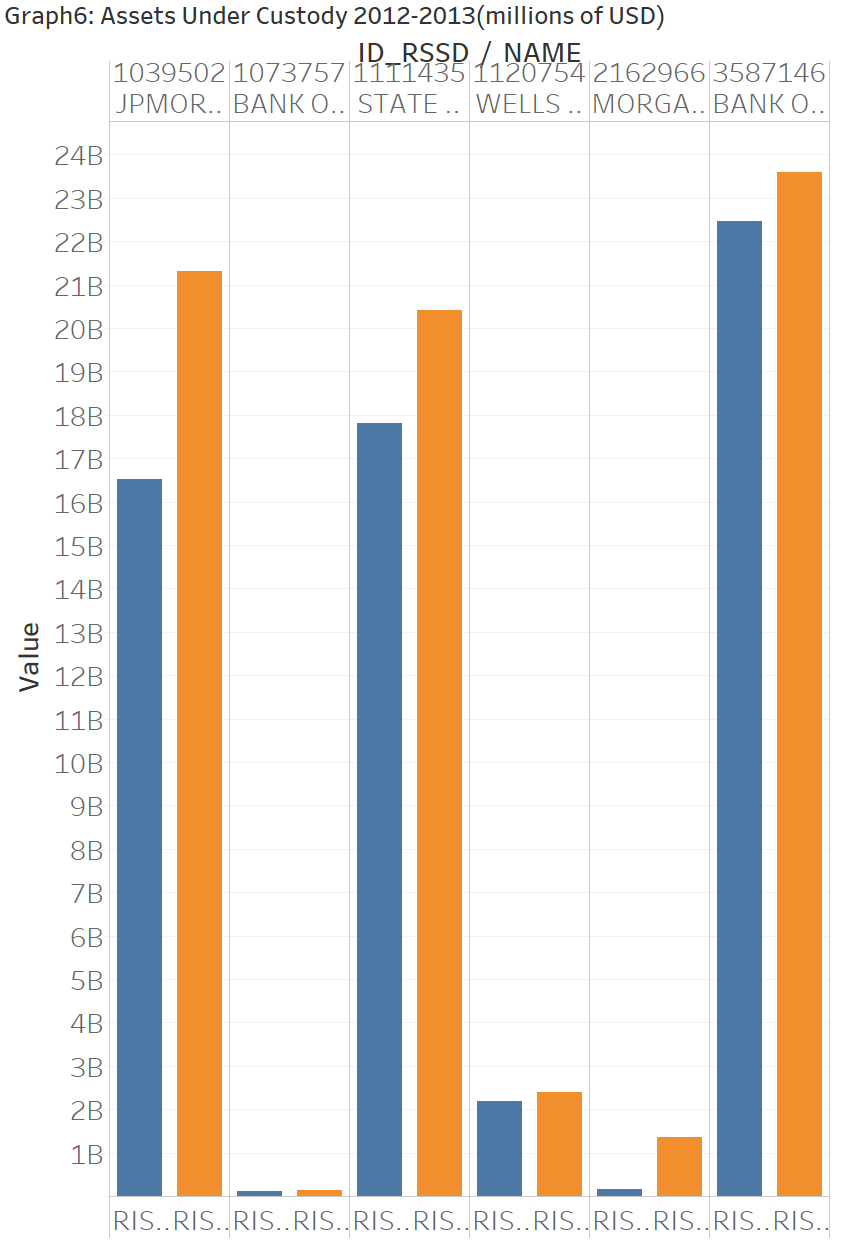 Graph6: Assets Under Custody 2012-2013(millions of USD)
ID_RSSD / NAME
1039502 1073757 1111435 1120754 2162966 3587146
JPMOR.. BANK O.. STATE .. WELLS .. MORGA.. BANK O..
24B
23B
22B
21B
20B
19B
18B
17B
16B
15B
14B
13B
12B
11B
10B
9B
8B
7B
6B
5B
4B
3B
2B
1B
Value
RIS.. RIS.. RIS.. RIS.. RIS.. RIS.. RIS.. RIS.. RIS.. RIS.. RIS.. RIS..